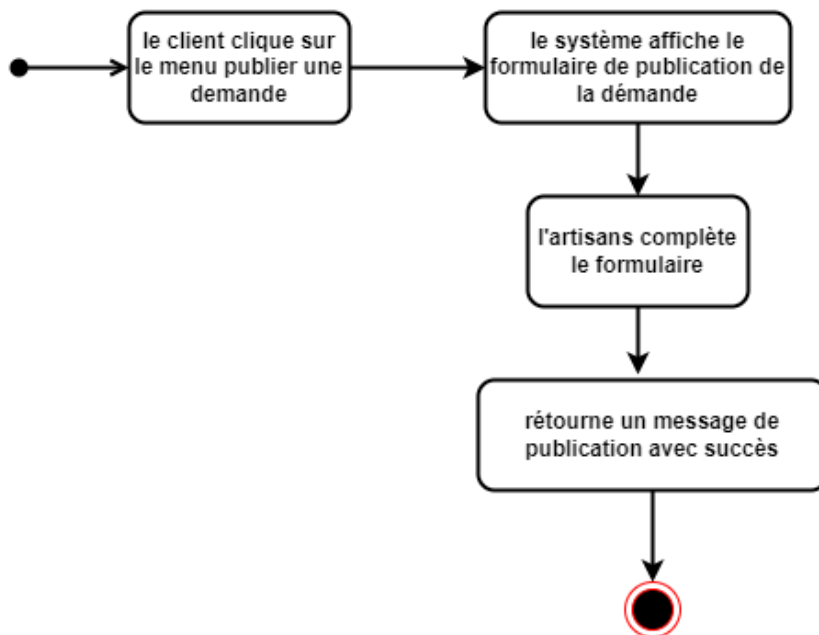 le client clique sur
le menu publier une
demande
le système affiche le
formulaire de publication de
la démande
l'artisans complète
le formulaire
rétourne un message de
publication avec succès